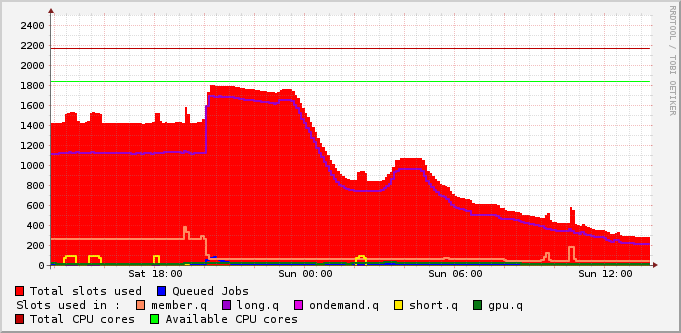 RRDTOOL / TOBI OETIKER
2400
2200
2000
1800
1600
1400
1200
1000
800
600
400
200
0
Sat 18:00 Sun 00:00 Sun 06:00 Sun 12:00
Total slots used Queued Jobs
Slots used in : member.q long.q ondemand.q short.q gpu.q
Total CPU cores Available CPU cores